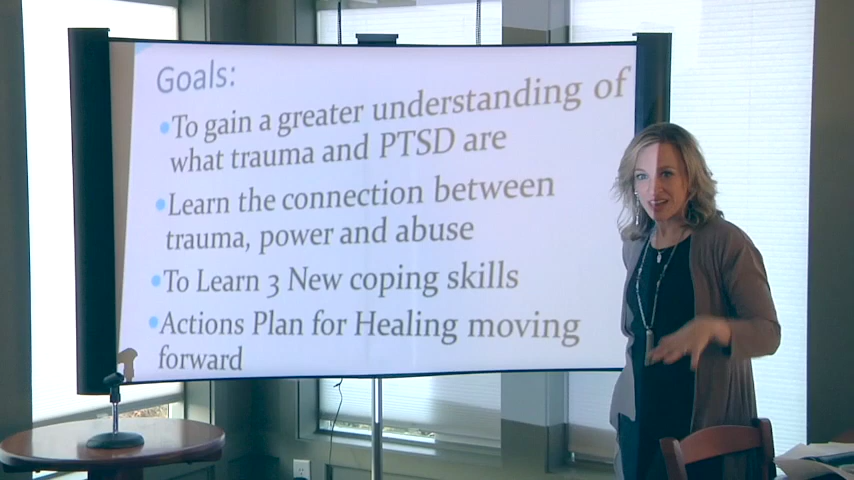 Goals:
•To gain a greater understanding of
what trauma and PTSD are
•Learn the connection between
trauma, power and abuse
•To Learn 3 New coping skills
•Actions Plan for Healing moving
forward